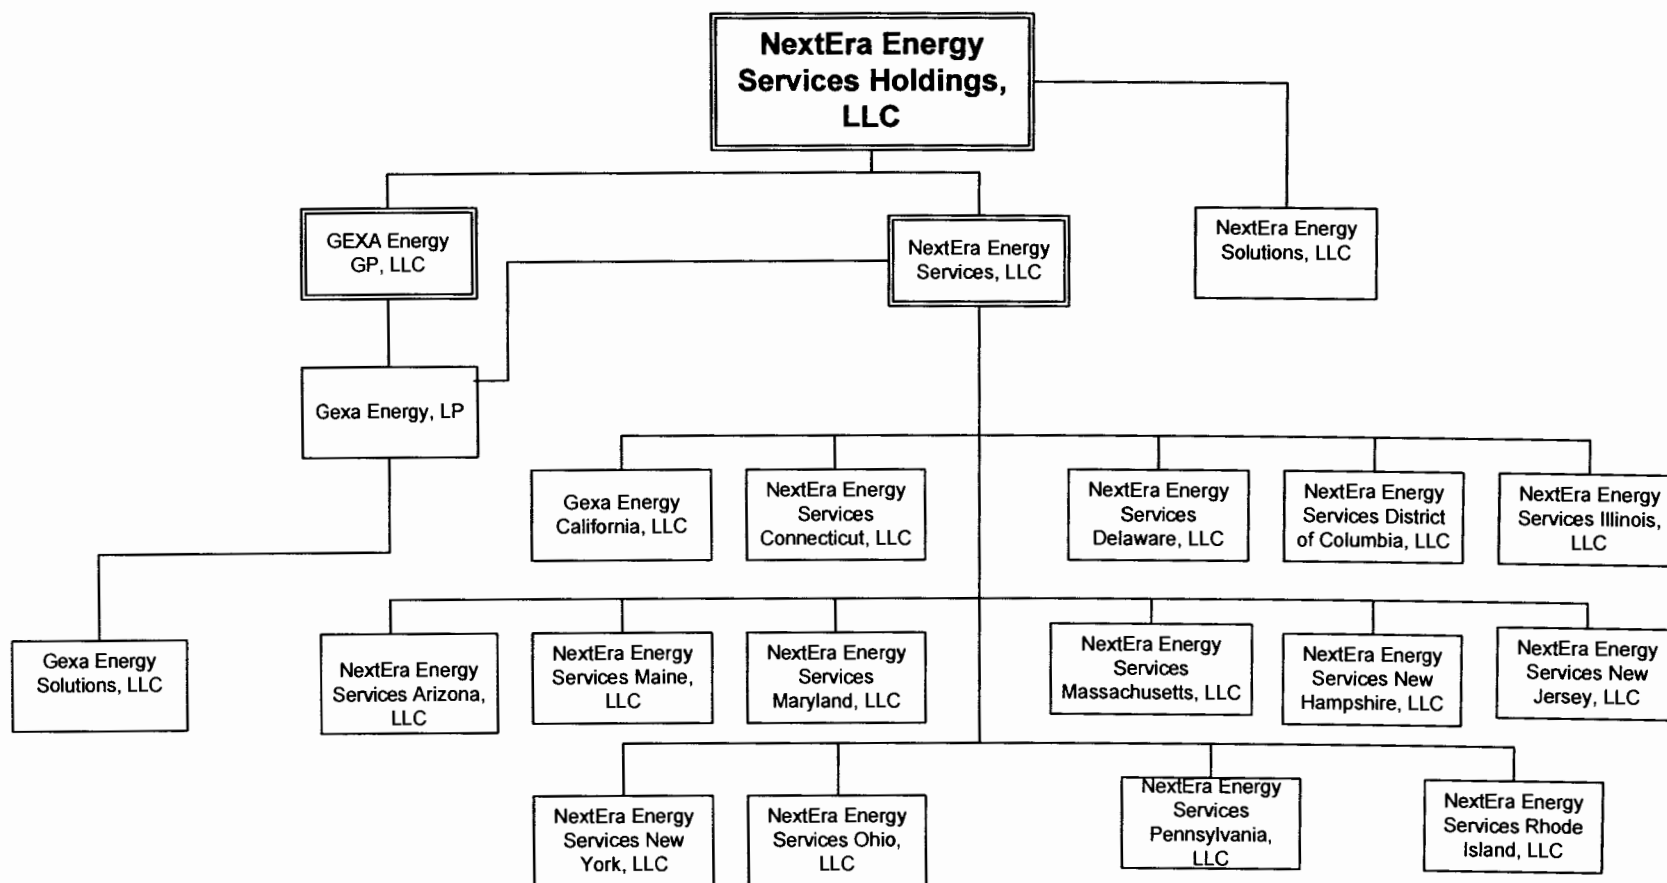 NextEra Energy
Services Holdings,
LLC
GEXA Energy
GP, LLC
NextEra Energy
Services, LLC
NextEra Energy
Solutions, LLC
Gexa Energy, LP
Gexa Energy
California, LLC
NextEra Energy
Services
Connecticut, LLC
NextEra Energy
Services
Delaware, LLC
NextEra Energy
Services District
of Columbia, LLC
NextEra Energy
Services Illinois,
LLC
Gexa Energy
Solutions, LLC
NextEra Energy
Services Arizona,
LLC
NextEra Energy
Services Maine,
LLC
NextEra Energy
Services
Maryland, LLC
NextEra Energy
Services
Massachusetts, LLC
NextEra Energy
Services New
Hampshire, LLC
NextEra Energy
Services New
Jersey, LLC
NextEra Energy
Services New
York, LLC
NextEra Energy
Services Ohio,
LLC
NextEra Energy
Services
Pennsylvania,
LLC
NextEra Energy
Services Rhode
Island, LLC